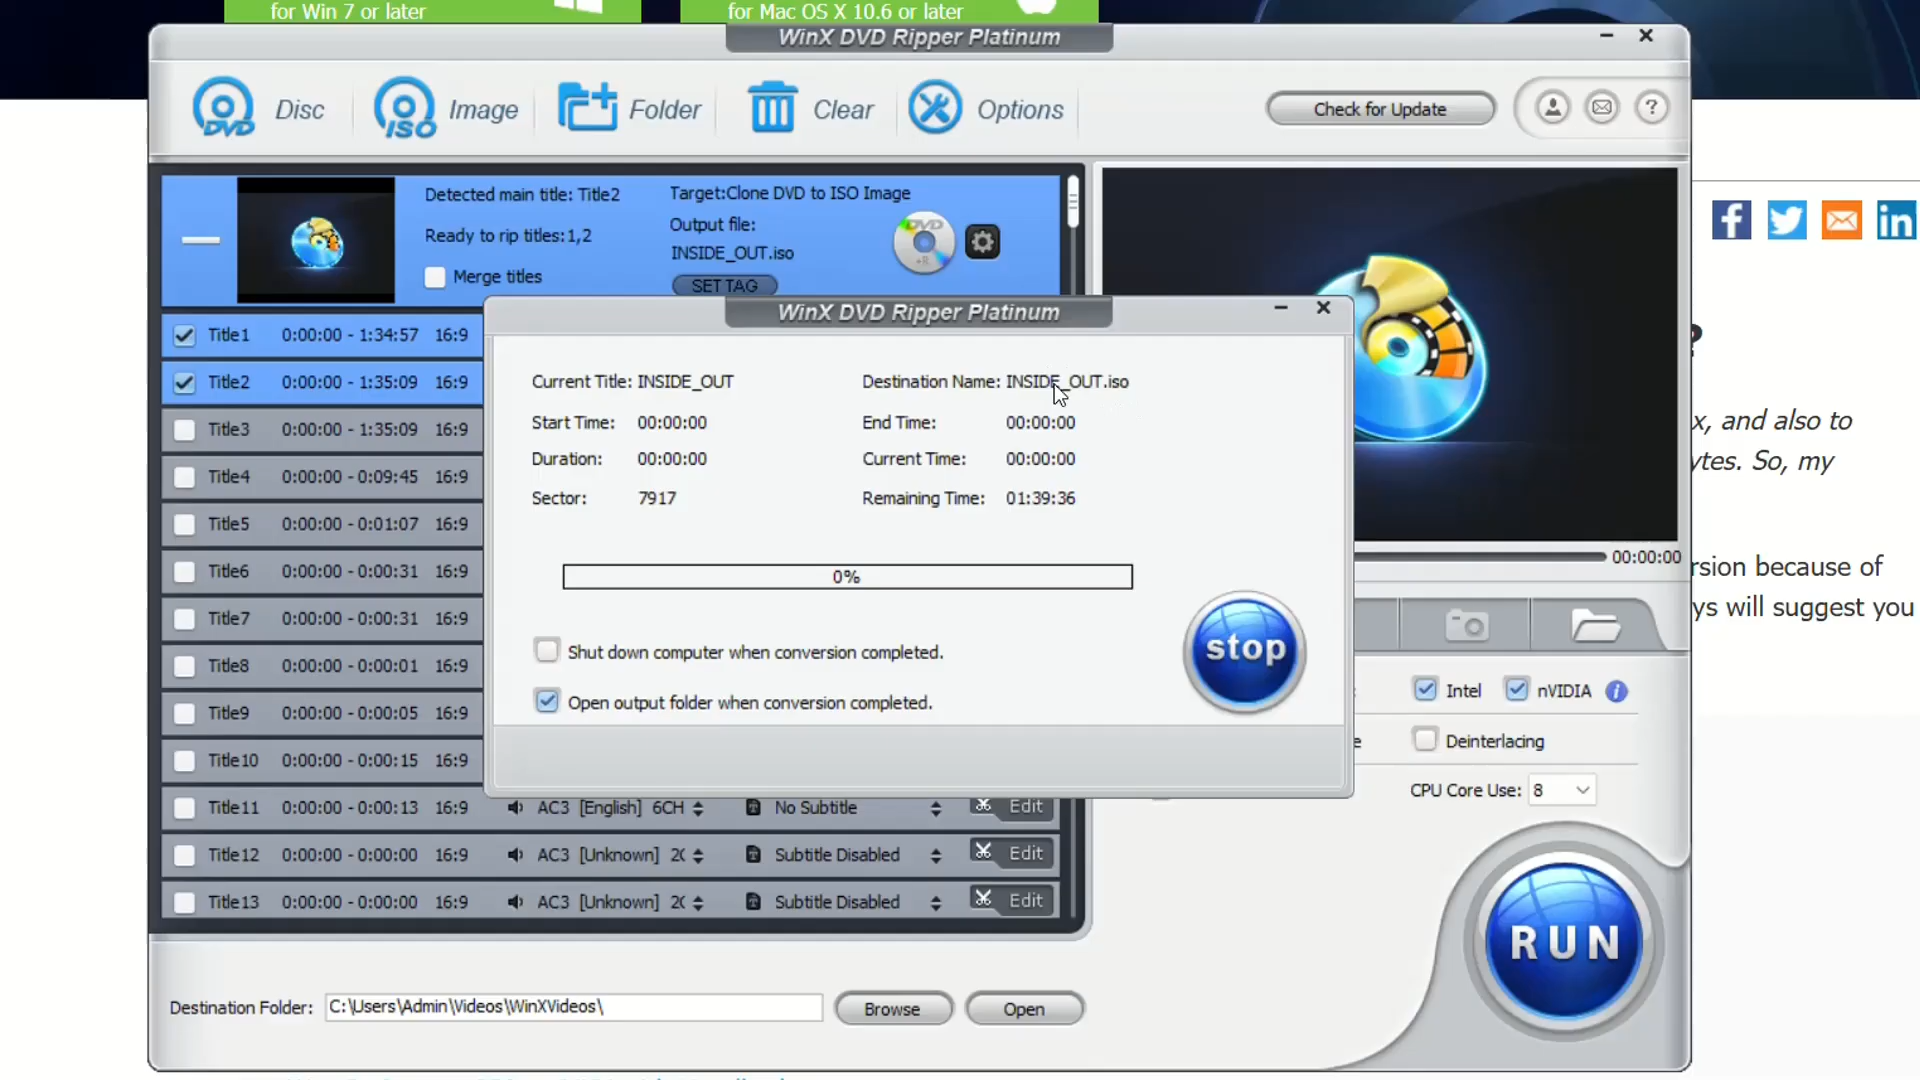 for Win 7 or later
for Mac OS X 10.6 or later
WinX DVD Ripper Platinum
DVD Disc
ISO Image
Folder
Clear
Options
Check for Update
?
Detected main title: Title2
Ready to rip titles:1,2
Merge titles
Target:Clone DVD to ISO Image
Output file:
INSIDE_OUT.iso
SET TAG
DVD
+R
WinX DVD Ripper Platinum
Current Title: INSIDE_OUT
Destination Name: INSIDE_OUT.iso
Start Time: 00:00:00
End Time: 00:00:00
Duration: 00:00:00
Current Time: 00:00:00
Sector: 7917
Remaining Time: 01:39:36
0%
Shut down computer when conversion completed.
Open output folder when conversion completed.
stop
Title1 0:00:00 - 1:34:57 16:9
Title2 0:00:00 - 1:35:09 16:9
Title3 0:00:00 - 1:35:09 16:9
Title4 0:00:00 - 0:09:45 16:9
Title5 0:00:00 - 0:01:07 16:9
Title6 0:00:00 - 0:00:31 16:9
Title7 0:00:00 - 0:00:31 16:9
Title8 0:00:00 - 0:00:01 16:9
Title9 0:00:00 - 0:00:05 16:9
Title10 0:00:00 - 0:00:15 16:9
Title11 0:00:00 - 0:00:13 16:9 AC3 [English] 6CH No Subtitle Edit
Title12 0:00:00 - 0:00:00 16:9 AC3 [Unknown] 2C Subtitle Disabled Edit
Title13 0:00:00 - 0:00:00 16:9 AC3 [Unknown] 2C Subtitle Disabled Edit
00:00:00
Intel nVIDIA i
e Deinterlacing
CPU Core Use: 8
RUN
Destination Folder: C:\Users\Admin\Videos\WinXVideos\ Browse Open
f
in
?
x, and also to
ytes. So, my
rsion because of
ys will suggest you